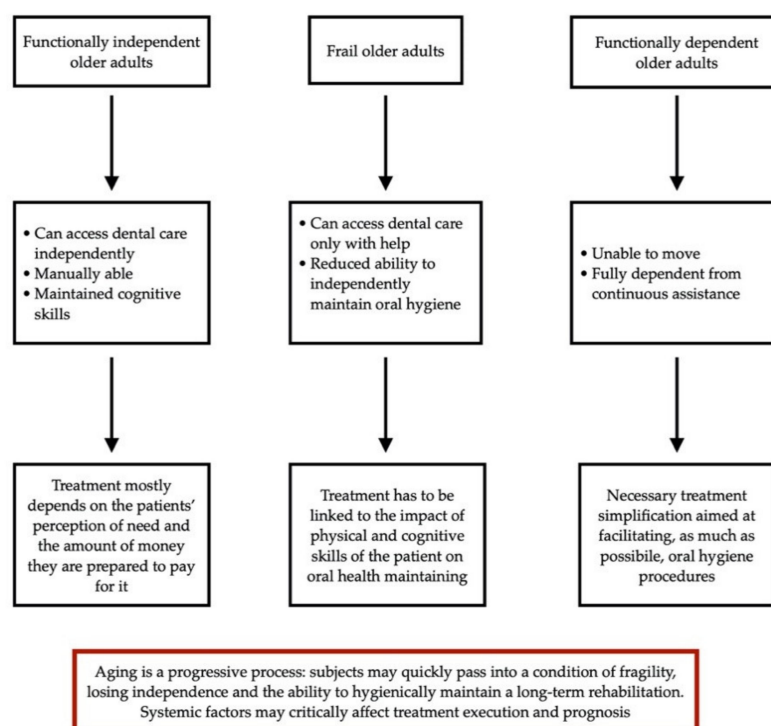 Functionally independent
older adults
Frail older adults
Functionally dependent
older adults
• Can access dental care
independently
• Manually able
• Maintained cognitive
skills
• Can access dental care
only with help
• Reduced ability to
independently
maintain oral hygiene
• Unable to move
• Fully dependent from
continuous assistance
Treatment mostly
depends on the patients'
perception of need and
the amount of money
they are prepared to pay
for it
Treatment has to be
linked to the impact of
physical and cognitive
skills of the patient on
oral health maintaining
Necessary treatment
simplification aimed at
facilitating, as much as
possibile, oral hygiene
procedures
Aging is a progressive process: subjects may quickly pass into a condition of fragility,
losing independence and the ability to hygienically maintain a long-term rehabilitation.
Systemic factors may critically affect treatment execution and prognosis